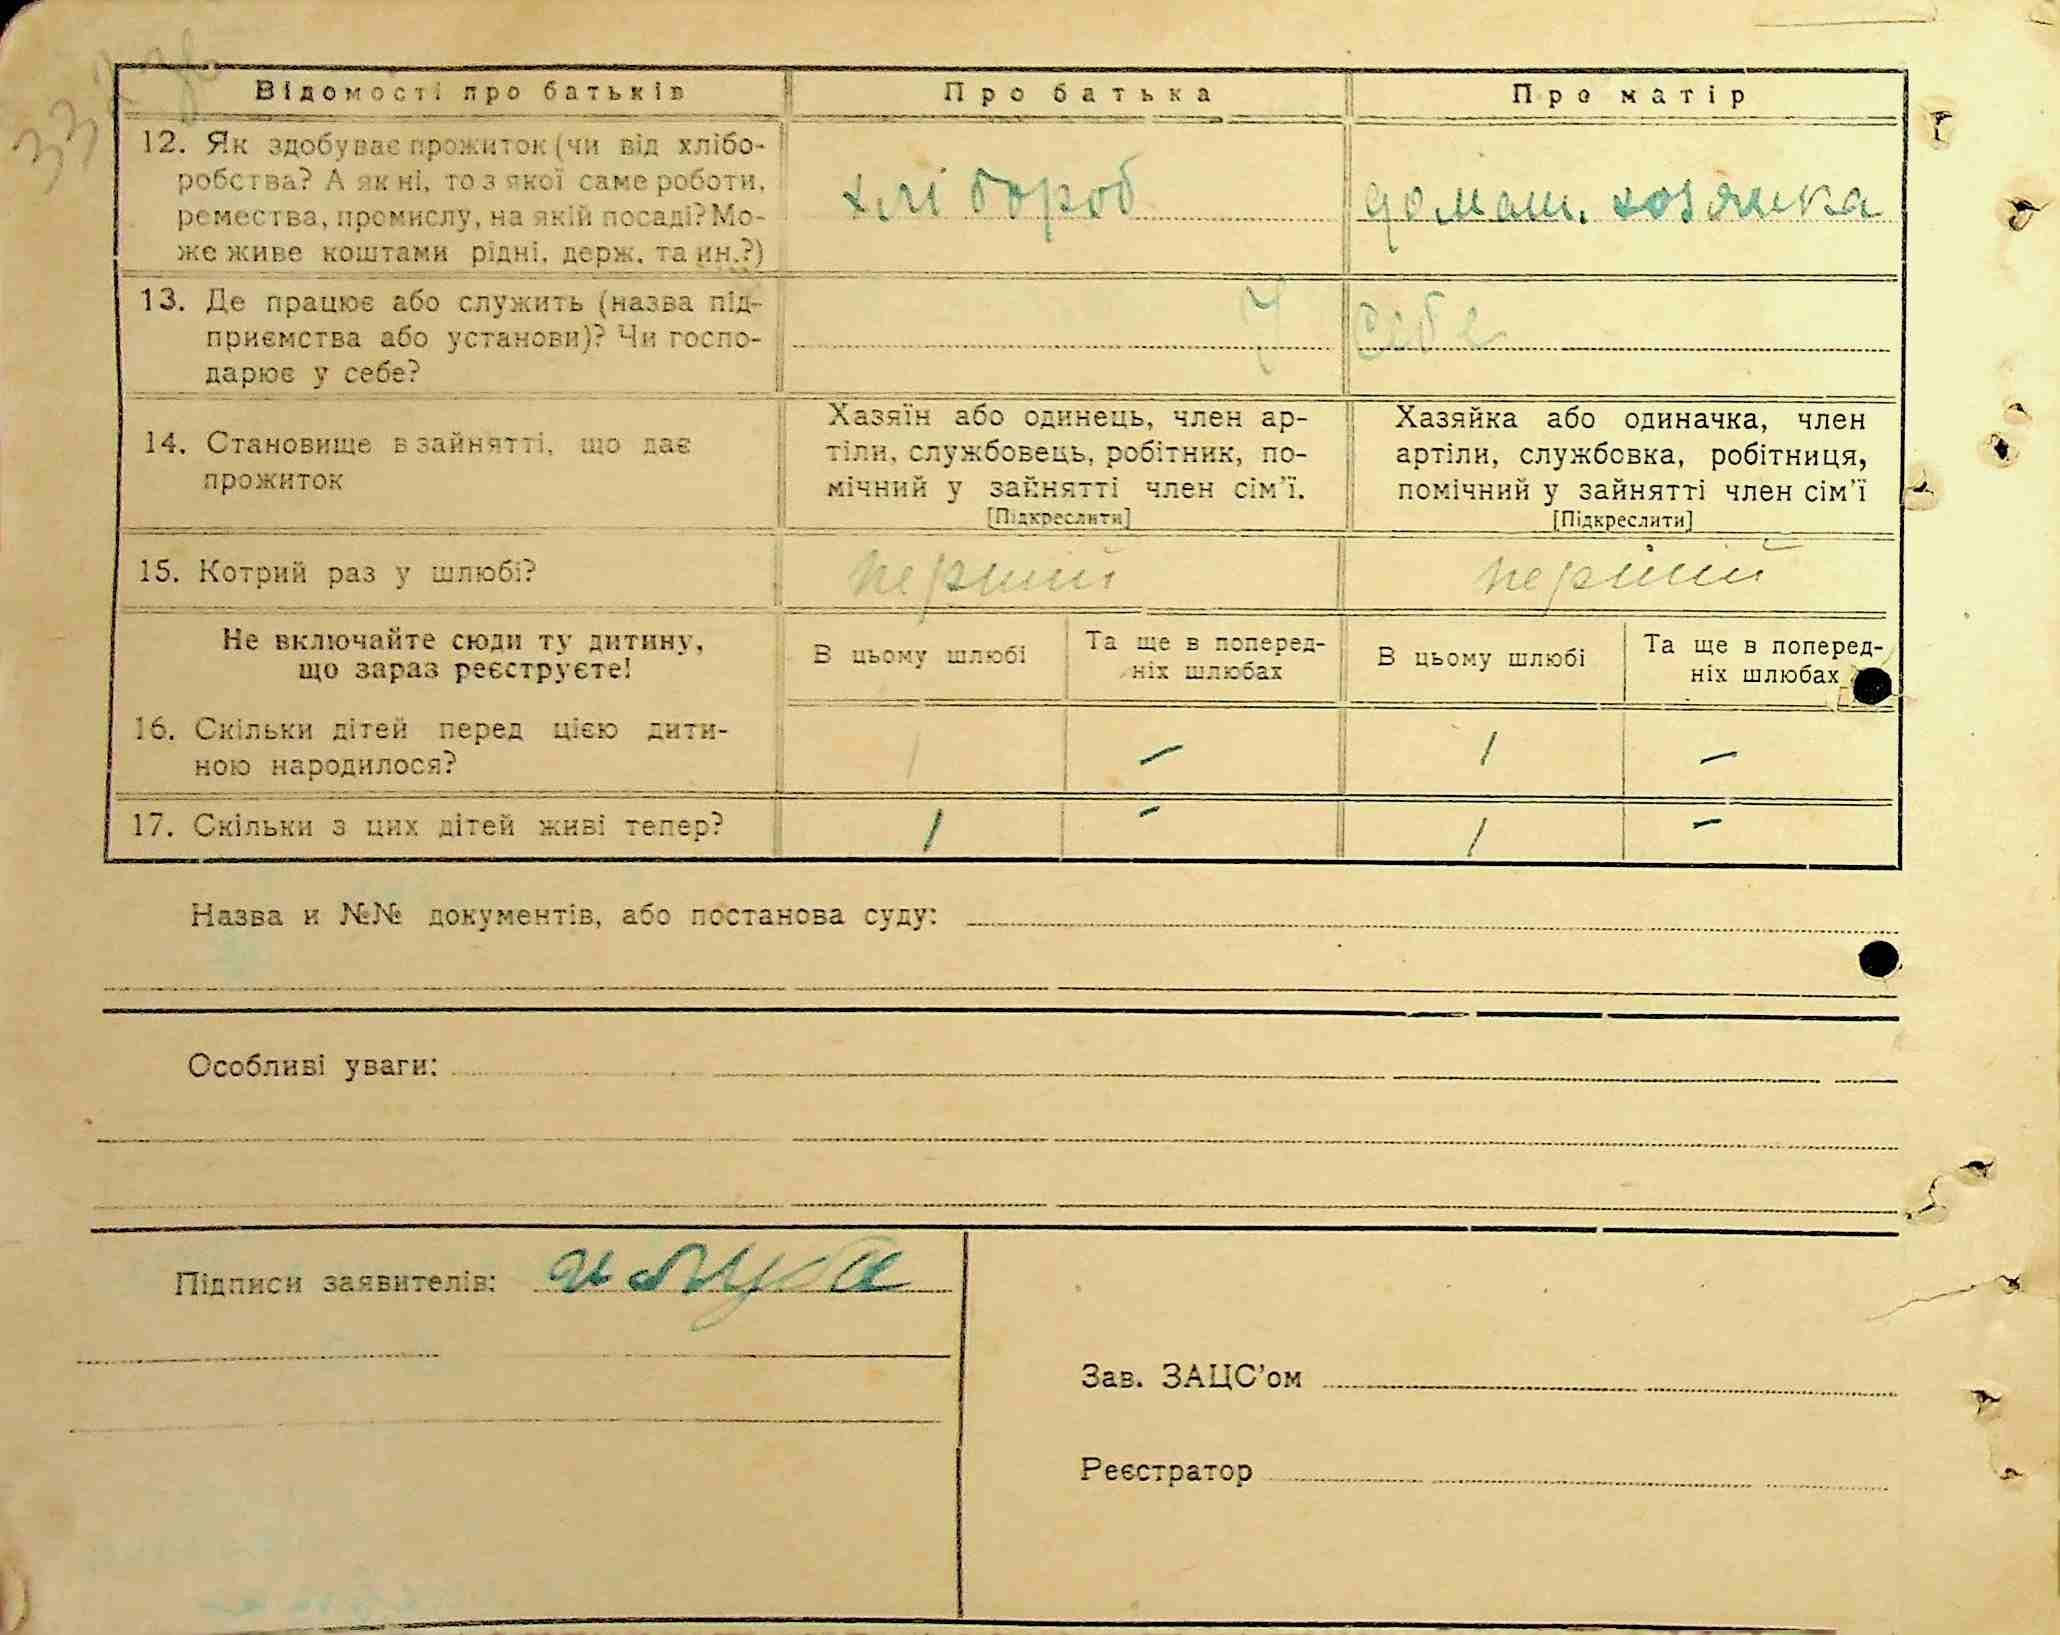 332 зв
Відомості про батьків Про батька Про матір
12. Як здобуває прожиток (чи від хлібо-
робства? А як ні, то з якої саме роботи,
ремества, промислу, на якій посаді? Мо-
же живе коштами рідні, держ. та ин.?)
хлібороб домаш. хозяйка
13. Де працює або служить (назва під-
приємства або установи)? Чи госпо-
дарює у себе?
У себе
14. Становище в зайнятті, що дає
прожиток
Хазяїн або одинець, член ар-
тіли, службовець, робітник, по-
мічний у зайнятті член сім'ї.
[Підкреслити]
Хазяйка або одиначка, член
артіли, службовка, робітниця,
помічний у зайнятті член сім'ї
[Підкреслити]
15. Котрий раз у шлюбі? перший перший
Не включайте сюди ту дитину,
що зараз реєструєте!
В цьому шлюбі
Та ще в поперед-
ніх шлюбах
В цьому шлюбі
Та ще в поперед-
ніх шлюбах
16. Скільки дітей перед цією дити-
ною народилося?
1 – 1 –
17. Скільки з цих дітей живі тепер? 1 – 1 –
Назва и №№ документів, або постанова суду:
Особливі уваги:
Підписи заявителів:
Зав. ЗАЦС'ом
Реєстратор